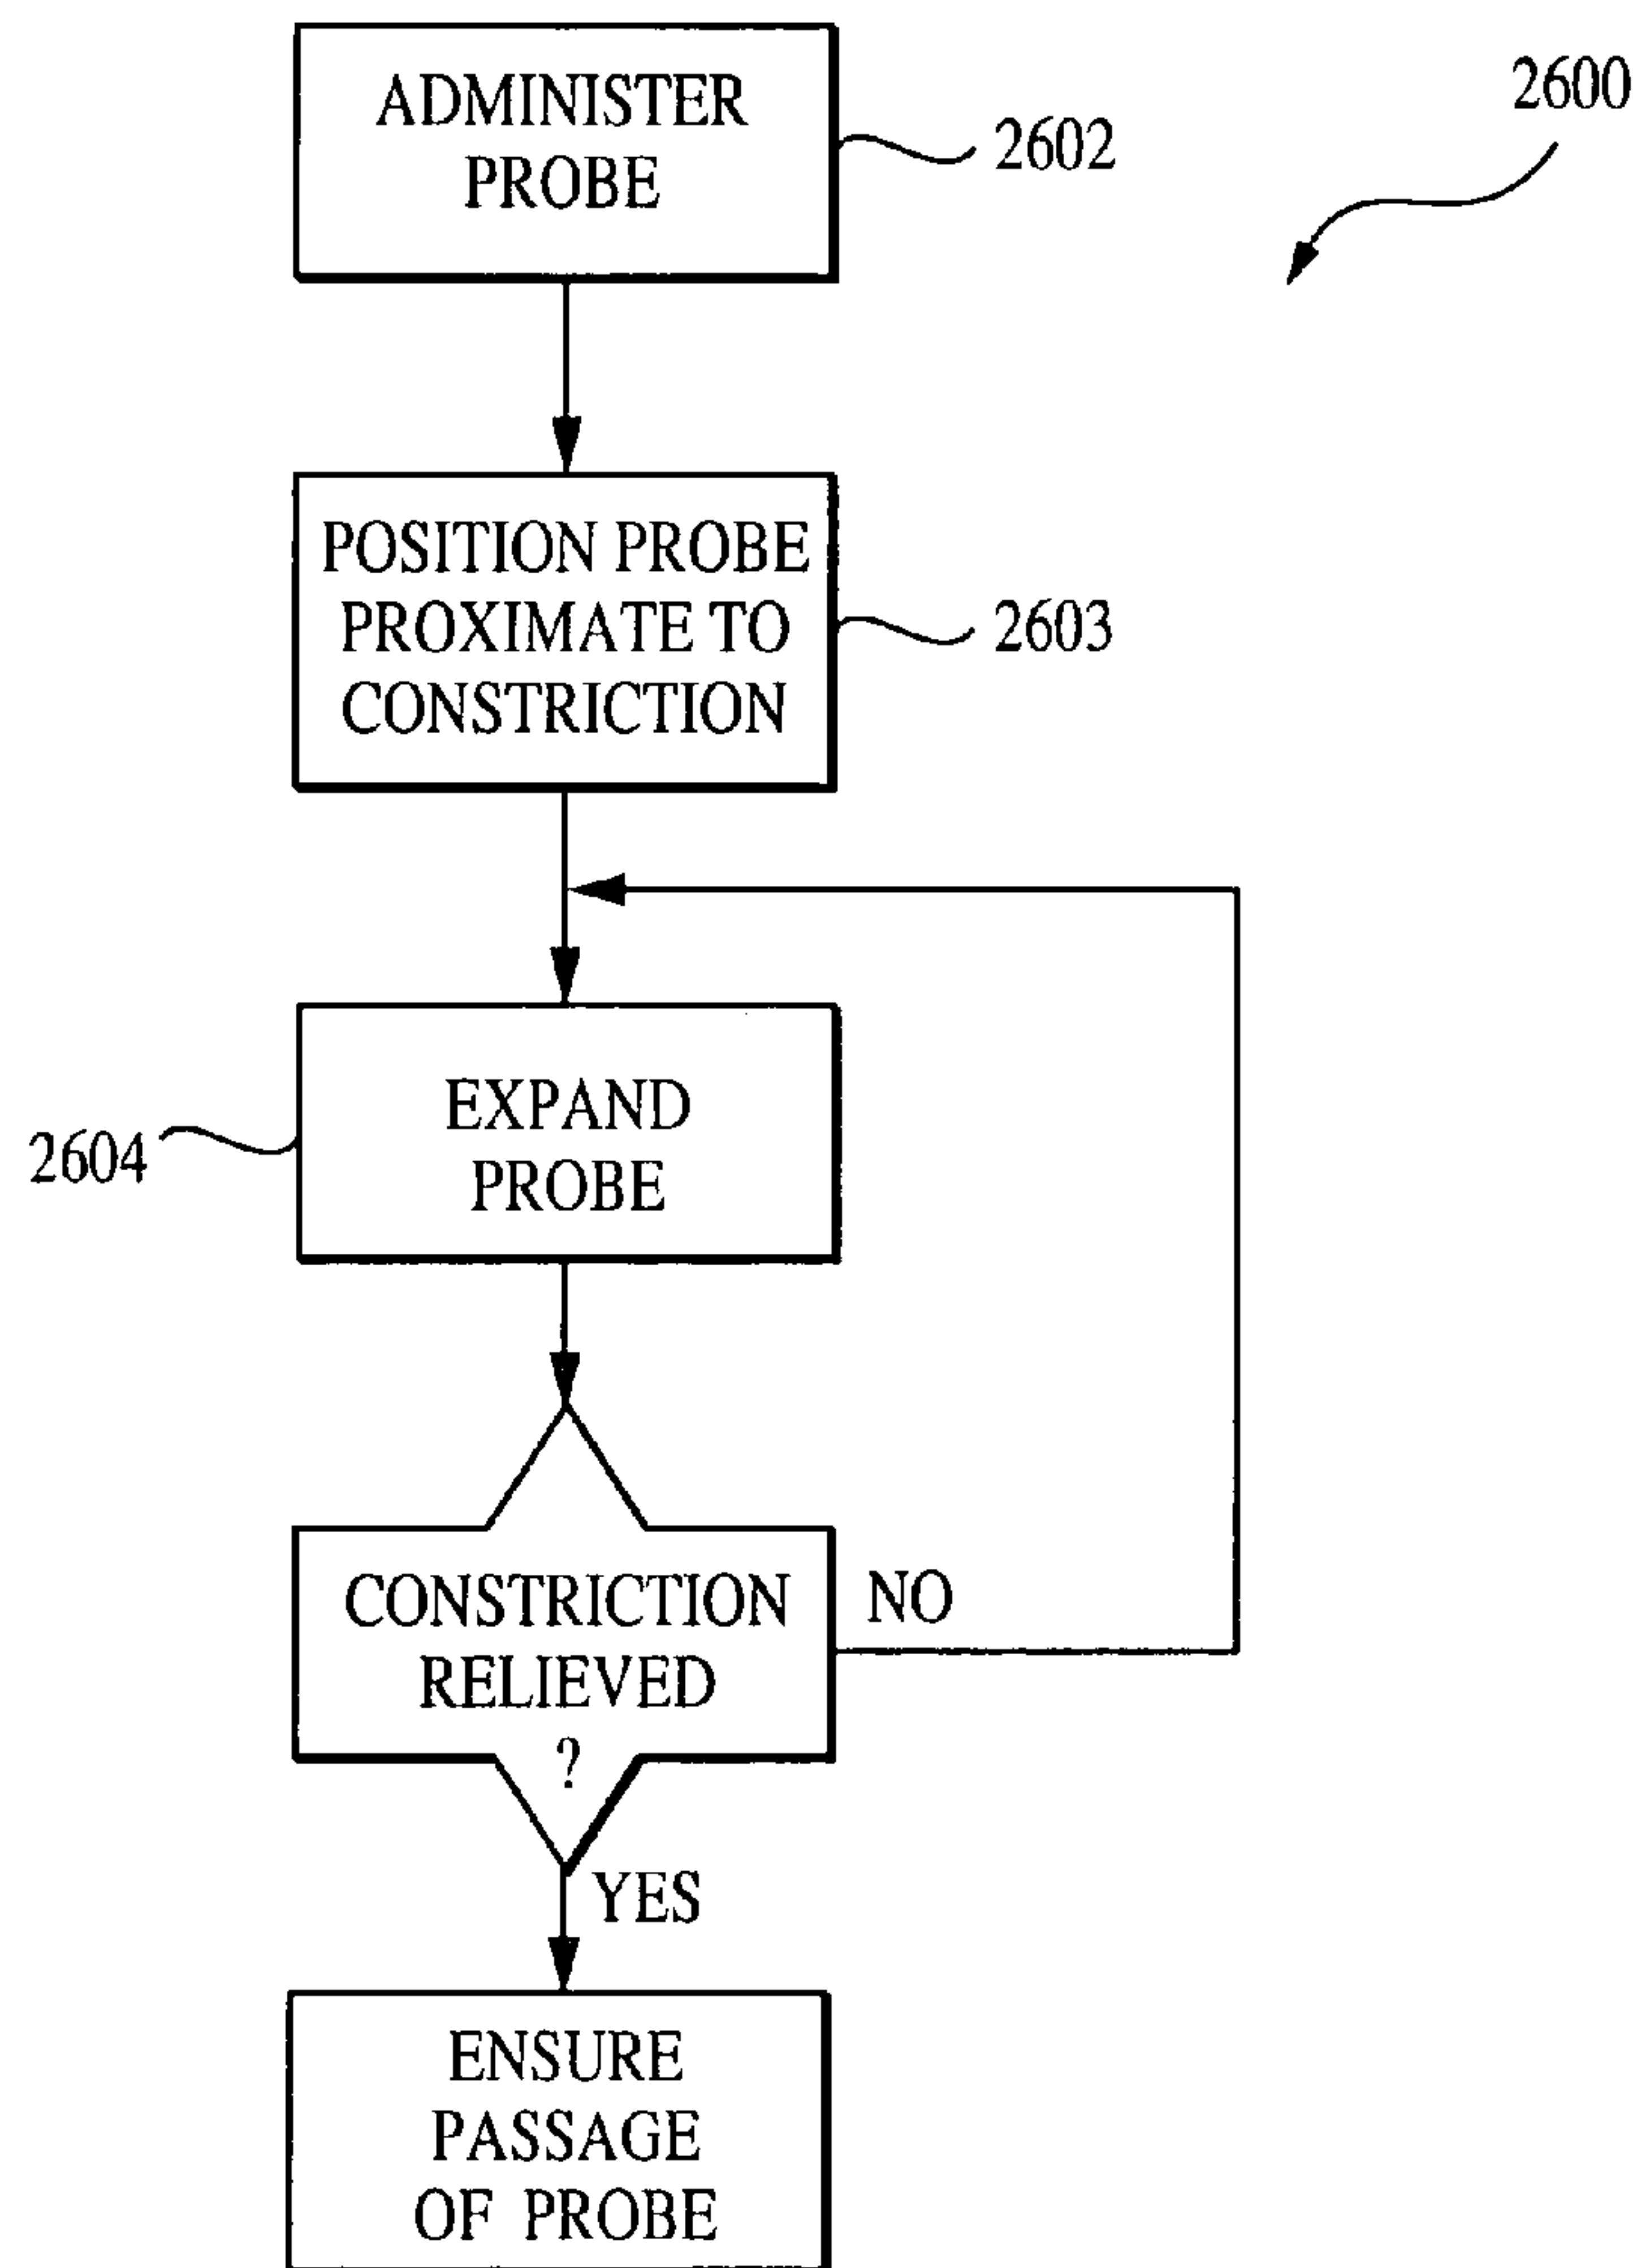 2600
ADMINISTER
PROBE
2602
POSITION PROBE
PROXIMATE TO
CONSTRICTION
2603
EXPAND
PROBE
2604
CONSTRICTION
RELIEVED
?
NO
YES
ENSURE
PASSAGE
OF PROBE